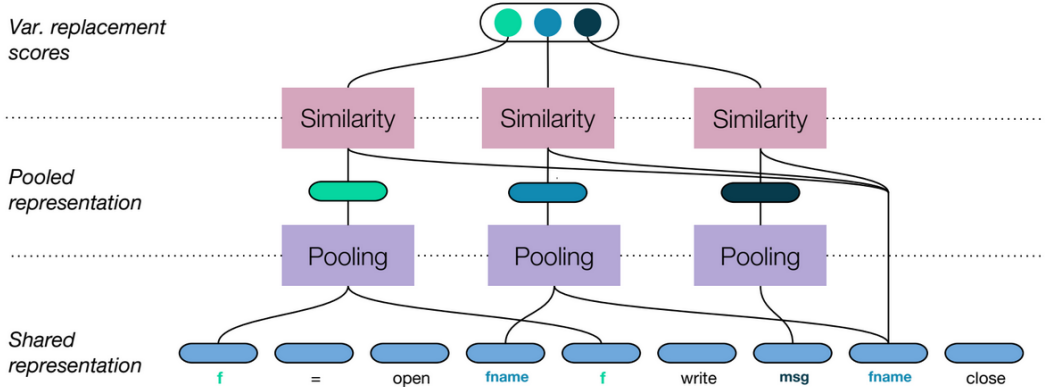 Var. replacement
scores
Similarity Similarity Similarity
Pooled
representation
Pooling Pooling Pooling
Shared
representation
f = open fname f write msg fname close